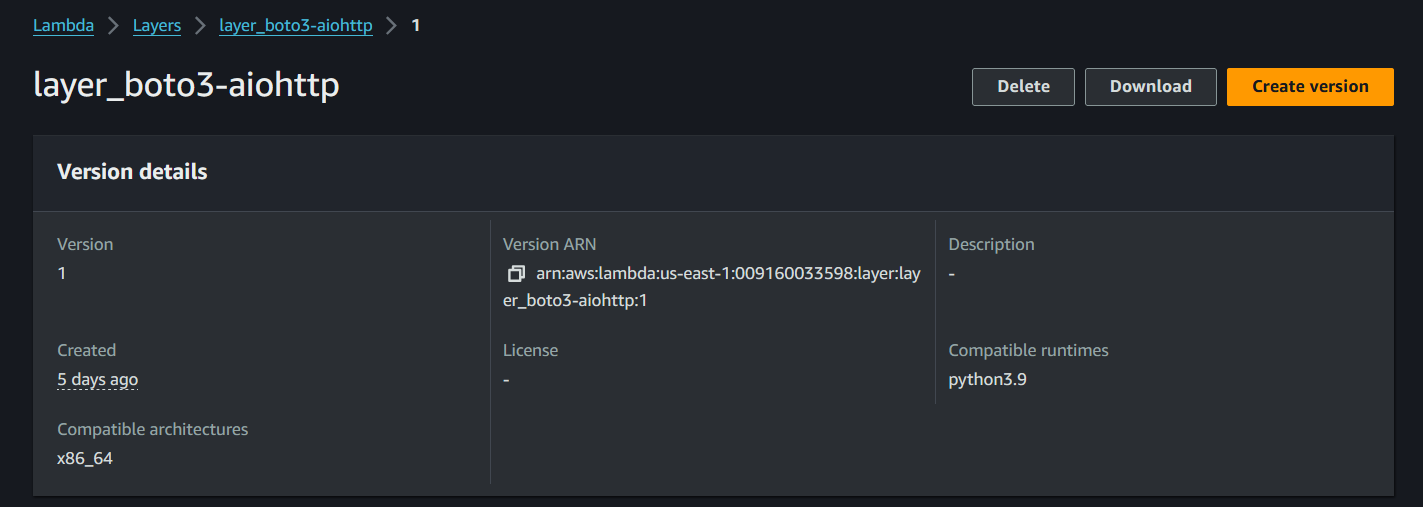 Lambda > Layers > layer_boto3-aiohttp > 1
layer_boto3-aiohttp
Delete
Download
Create version
Version details
Version
1
Version ARN
arn:aws:lambda:us-east-1:009160033598:layer:lay
er_boto3-aiohttp:1
Description
-
Created
5 days ago
License
-
Compatible runtimes
python3.9
Compatible architectures
x86_64